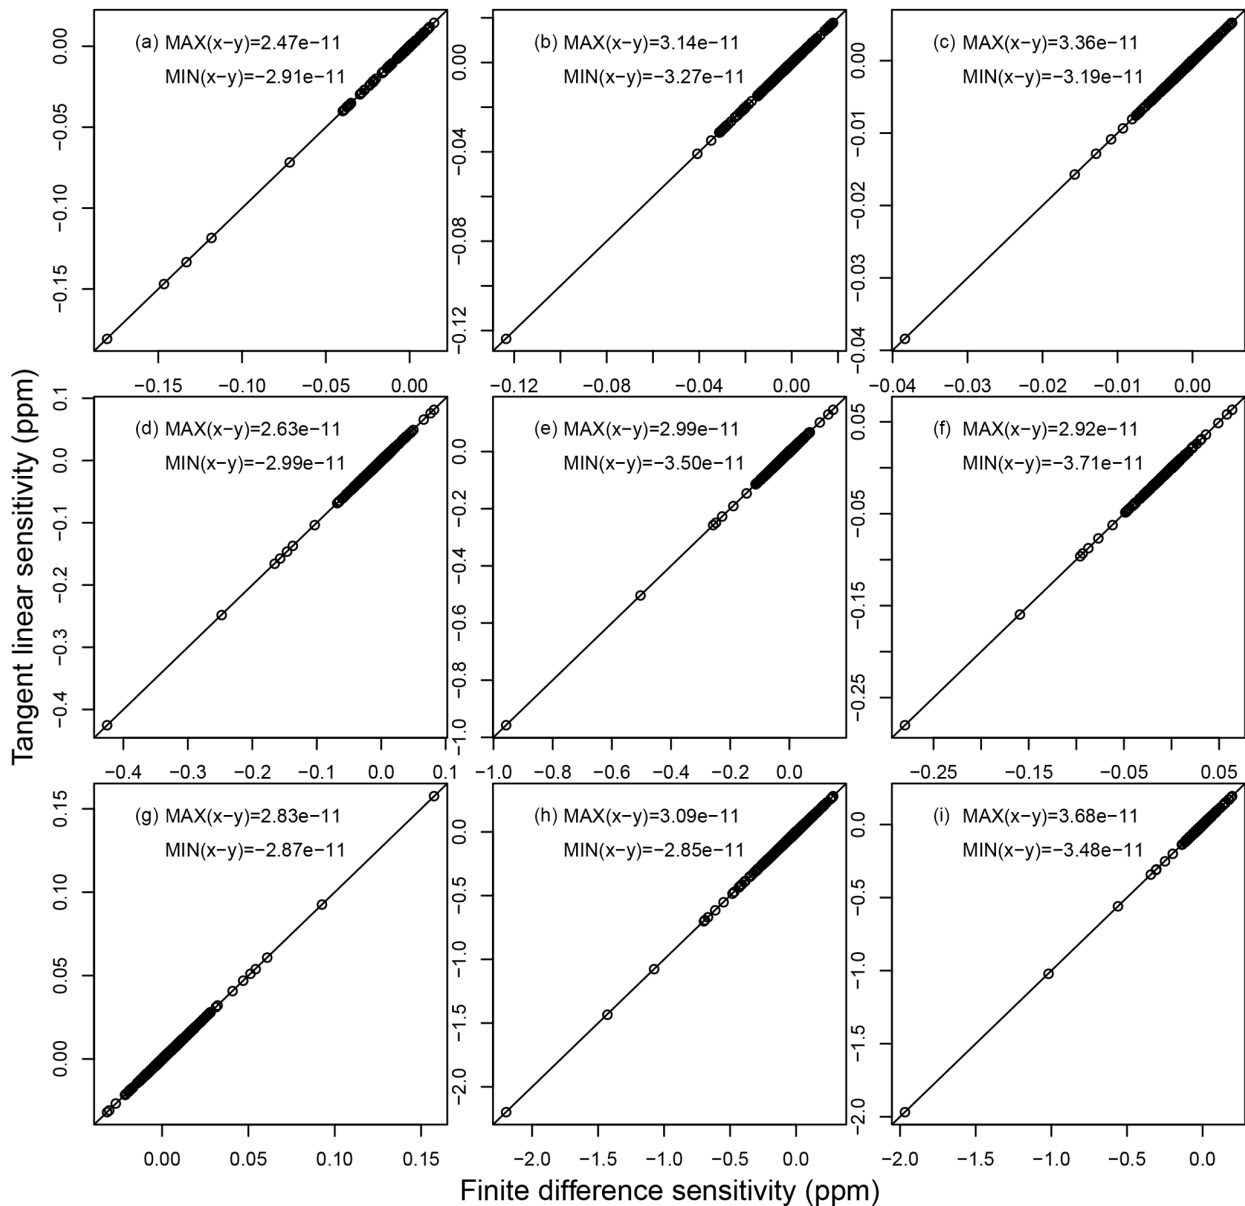 Tangent linear sensitivity (ppm)
(a) MAX(x−y)=2.47e−11
MIN(x−y)=−2.91e−11
0.00
−0.05
−0.10
−0.15
−0.15 −0.10 −0.05 0.00
(b) MAX(x−y)=3.14e−11
MIN(x−y)=−3.27e−11
0.00
−0.04
−0.08
−0.12
−0.12 −0.08 −0.04 0.00
(c) MAX(x−y)=3.36e−11
MIN(x−y)=−3.19e−11
0.00
−0.01
−0.02
−0.03
−0.04
−0.04 −0.03 −0.02 −0.01 0.00
(d) MAX(x−y)=2.63e−11
MIN(x−y)=−2.99e−11
0.1
0.0
−0.1
−0.2
−0.3
−0.4
−0.4 −0.3 −0.2 −0.1 0.0 0.1
(e) MAX(x−y)=2.99e−11
MIN(x−y)=−3.50e−11
0.0
−0.2
−0.4
−0.6
−0.8
−1.0
−1.0 −0.8 −0.6 −0.4 −0.2 0.0
(f) MAX(x−y)=2.92e−11
MIN(x−y)=−3.71e−11
0.05
−0.05
−0.15
−0.25
−0.25 −0.15 −0.05 0.05
(g) MAX(x−y)=2.83e−11
MIN(x−y)=−2.87e−11
0.15
0.10
0.05
0.00
0.00 0.05 0.10 0.15
(h) MAX(x−y)=3.09e−11
MIN(x−y)=−2.85e−11
0.0
−0.5
−1.0
−1.5
−2.0
−2.0 −1.5 −1.0 −0.5 0.0
(i) MAX(x−y)=3.68e−11
MIN(x−y)=−3.48e−11
0.0
−0.5
−1.0
−1.5
−2.0
−2.0 −1.5 −1.0 −0.5 0.0
Finite difference sensitivity (ppm)